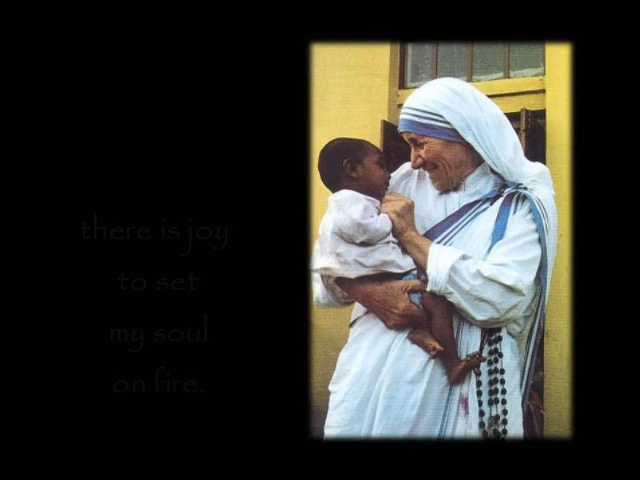 there is joy
to set
my soul
on fire.